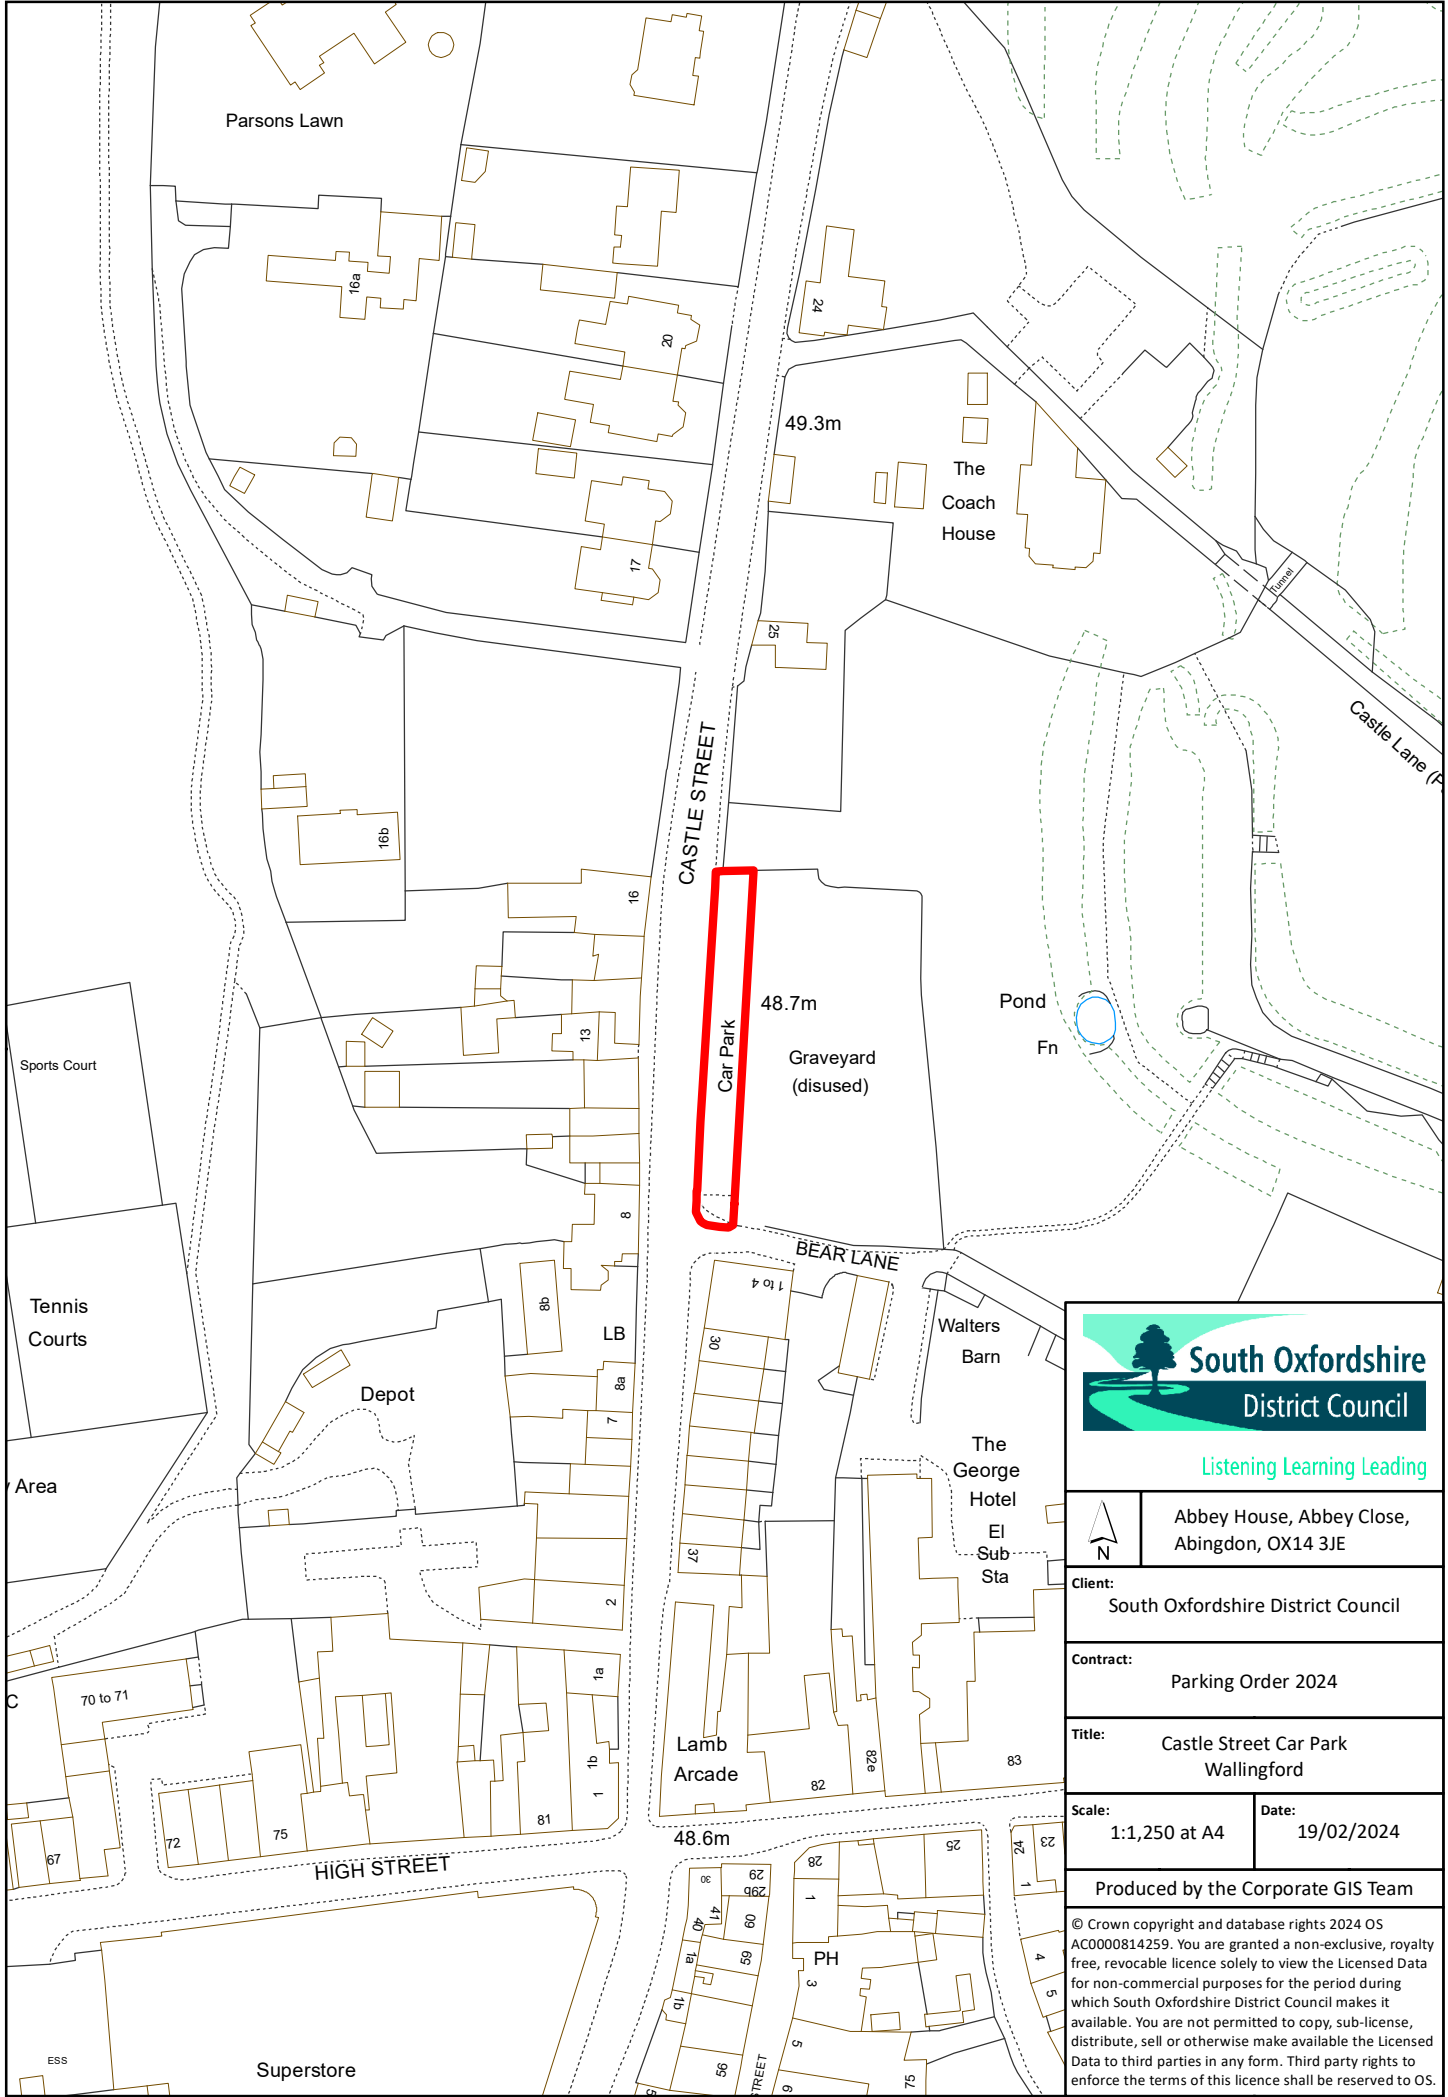 Parsons Lawn
16a
20
24
49.3m
The
Coach
House
17
25
Tunnel
Castle Lane
CASTLE STREET
16b
16
Car Park
48.7m
Graveyard
(disused)
Pond
Fn
13
Sports Court
8
BEAR LANE
1 to 4
Tennis
Courts
8b
LB
30
Walters
Barn
8a
Depot
7
The
George
Hotel
El
Sub
Sta
Area
37
2
1a
70 to 71
C
1b
Lamb
Arcade
82
82e
83
1
81
75
72
67
48.6m
HIGH STREET
28
25
24
23
1
30
29
29b
41
40
60
1
59
1a
PH
3
4
5
1b
5
56
STREET
6
75
5
ESS
Superstore
South Oxfordshire
District Council
Listening Learning Leading
N
Abbey House, Abbey Close,
Abingdon, OX14 3JE
Client:
South Oxfordshire District Council
Contract:
Parking Order 2024
Title:
Castle Street Car Park
Wallingford
Scale:
1:1,250 at A4
Date:
19/02/2024
Produced by the Corporate GIS Team
© Crown copyright and database rights 2024 OS
AC0000814259. You are granted a non-exclusive, royalty
free, revocable licence solely to view the Licensed Data
for non-commercial purposes for the period during
which South Oxfordshire District Council makes it
available. You are not permitted to copy, sub-license,
distribute, sell or otherwise make available the Licensed
Data to third parties in any form. Third party rights to
enforce the terms of this licence shall be reserved to OS.